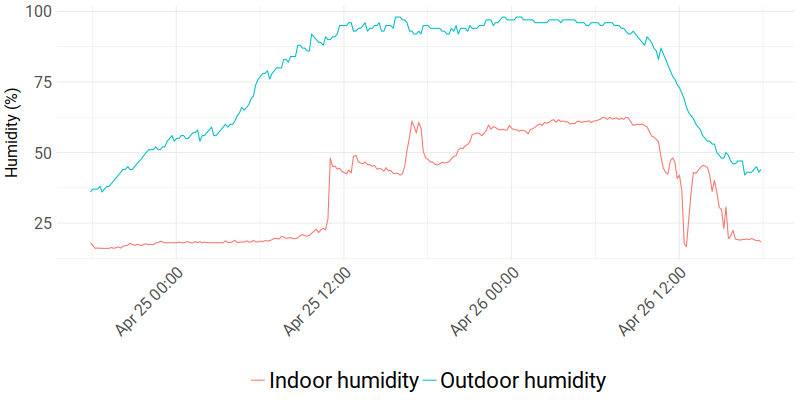 100
75
50
25
Humidity (%)
Apr 25 00:00
Apr 25 12:00
Apr 26 00:00
Apr 26 12:00
Indoor humidity
Outdoor humidity